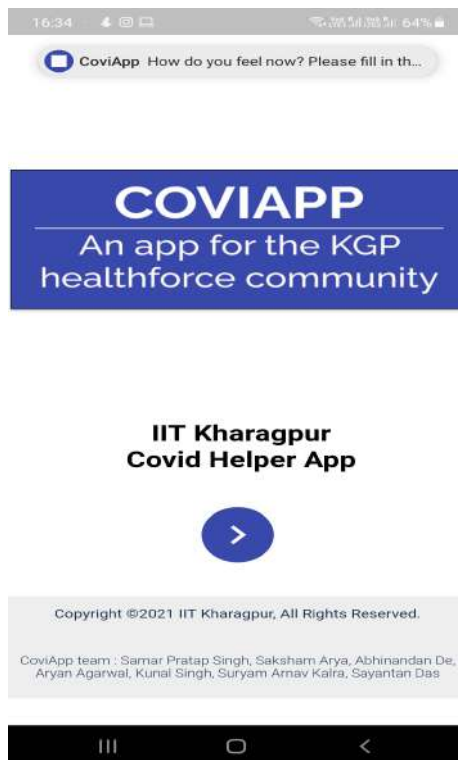 16:34 64%
CoviApp How do you feel now? Please fill in th...
COVIAPP
An app for the KGP
healthforce community
IIT Kharagpur
Covid Helper App
Copyright ©2021 IIT Kharagpur, All Rights Reserved.
CoviApp team : Samar Pratap Singh, Saksham Arya, Abhinandan De,
Aryan Agarwal, Kunal Singh, Suryam Arnav Kalra, Sayantan Das